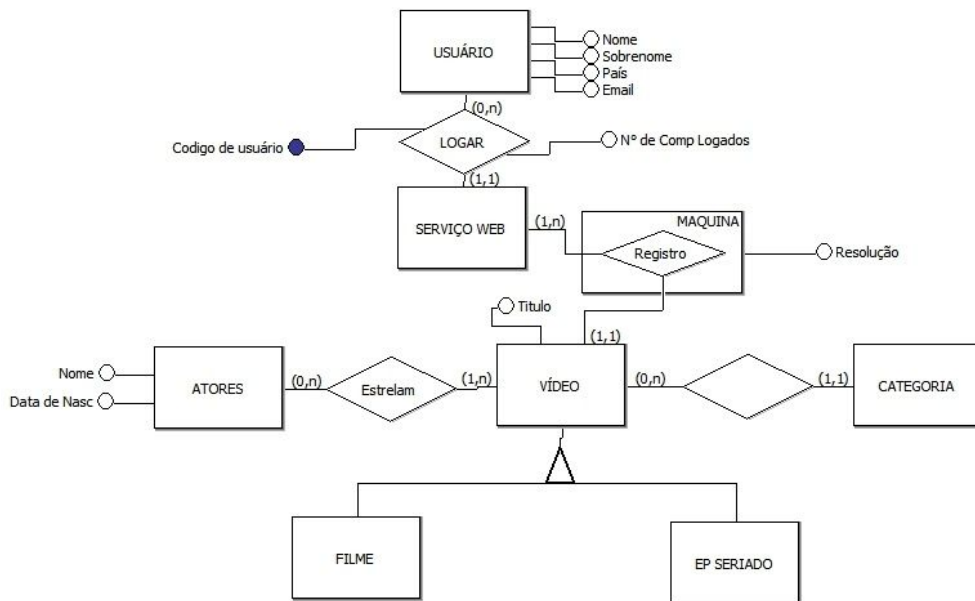 USUÁRIO
Nome
Sobrenome
País
Email
(0,n)
Codigo de usuário
LOGAR
Nº de Comp Logados
(1,1)
SERVIÇO WEB
(1,n)
MAQUINA
Registro
Resolução
Titulo
(1,1)
Nome
Data de Nasc
ATORES
(0,n)
Estrelam
(1,n)
VÍDEO
(0,n)
(1,1)
CATEGORIA
FILME
EP SERIADO